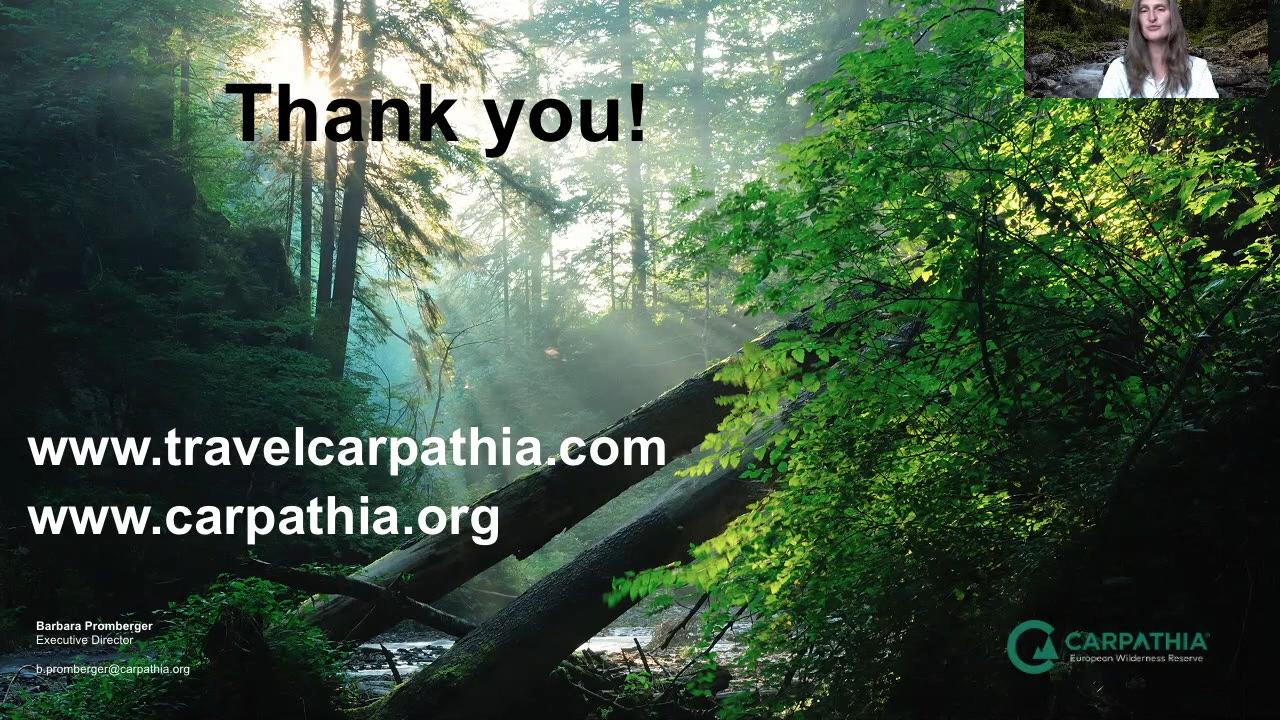 Thank you!
www.travelcarpathia.com
www.carpathia.org
Barbara Promberger
Executive Director
b.promberger@carpathia.org
CARPATHIA
European Wilderness Reserve